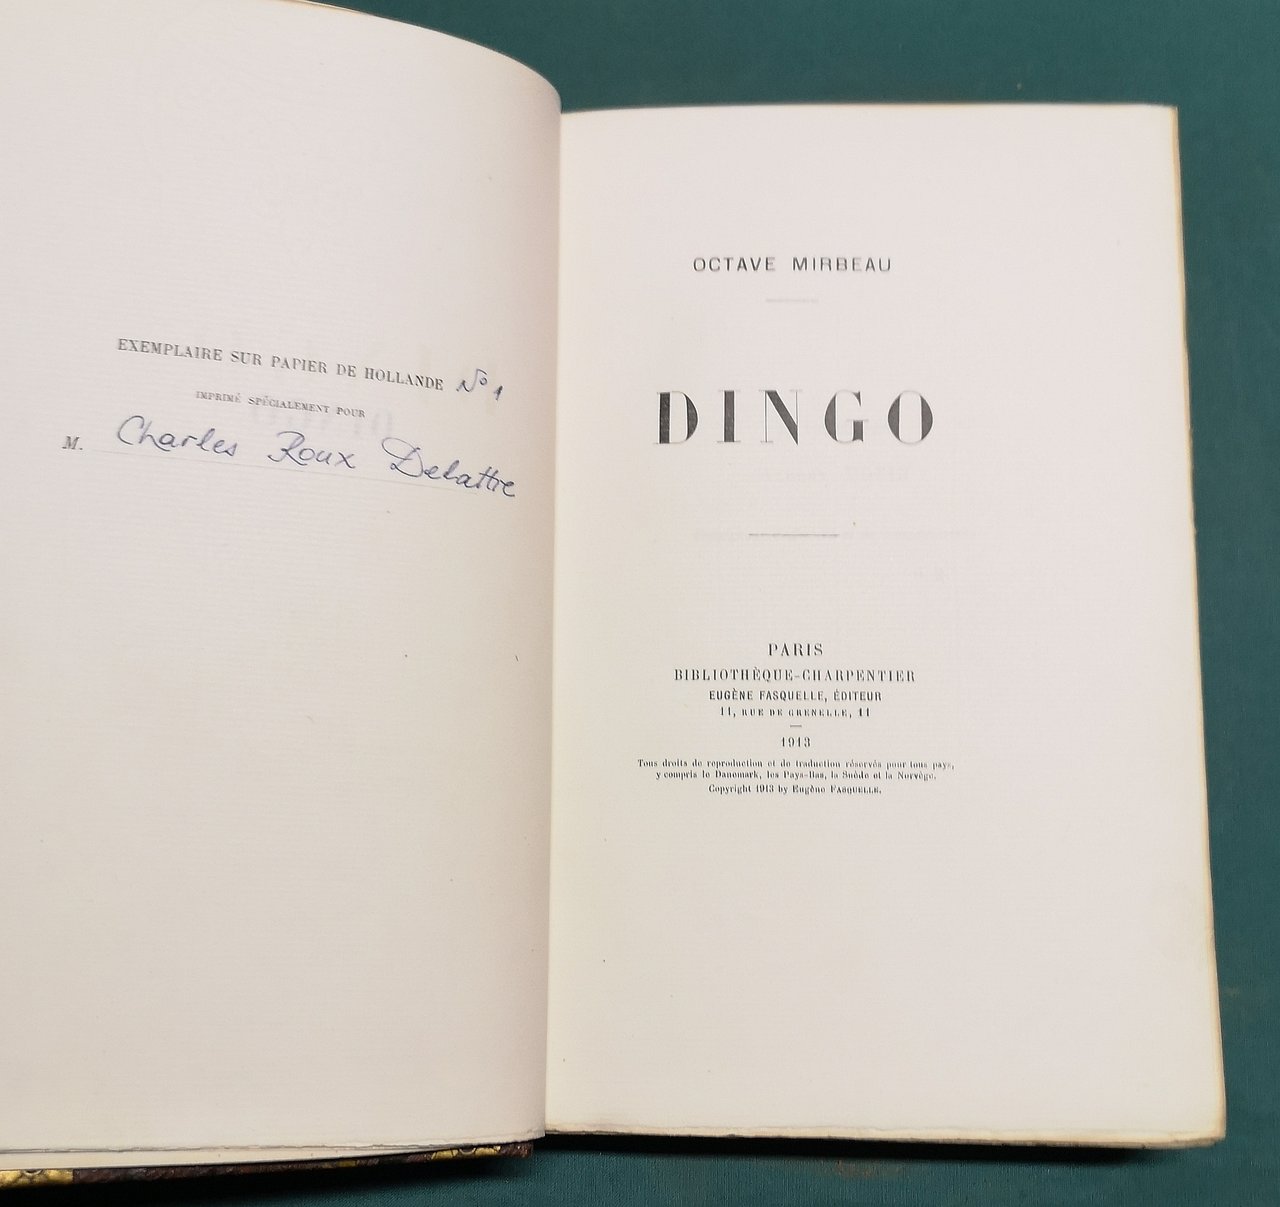 EXEMPLAIRE SUR PAPIER DE HOLLANDE No 1
IMPRIMÉ SPÉCIALEMENT POUR
M. Charles Roux Delattre
OCTAVE MIRBEAU
DINGO
PARIS
BIBLIOTHÈQUE-CHARPENTIER
EUGÈNE FASQUELLE, ÉDITEUR
11, RUE DE GRENELLE, 11
1913
Tous droits de reproduction et de traduction réservés pour tous pays,
y compris le Danemark, les Pays-Bas, la Suède et la Norvège.
Copyright 1913 by Eugène FASQUELLE.